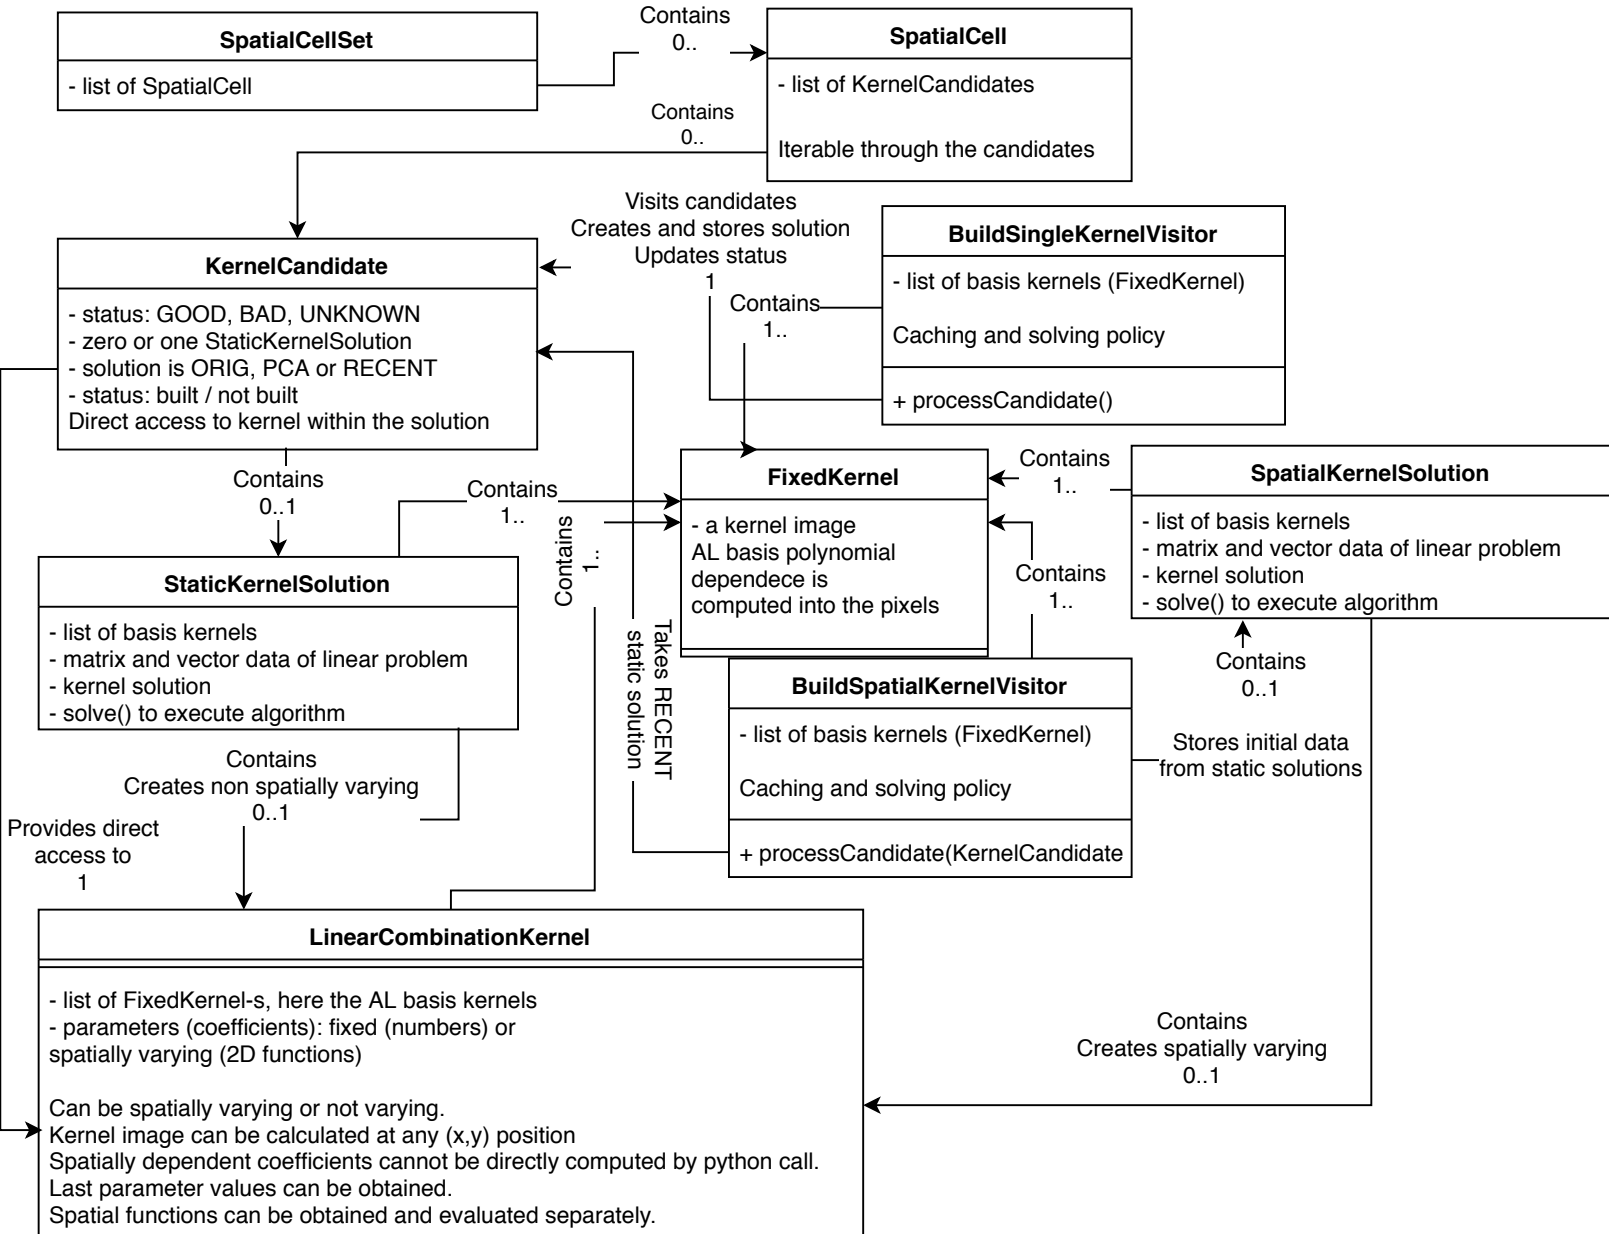 SpatialCellSet
- list of SpatialCell
Contains
0..
SpatialCell
- list of KernelCandidates
Iterable through the candidates
Contains
0..
Visits candidates
Creates and stores solution
Updates status
1
BuildSingleKernelVisitor
- list of basis kernels (FixedKernel)
Caching and solving policy
+ processCandidate()
Contains
1..
KernelCandidate
- status: GOOD, BAD, UNKNOWN
- zero or one StaticKernelSolution
- solution is ORIG, PCA or RECENT
- status: built / not built
Direct access to kernel within the solution
Contains
0..1
Contains
1..
Contains
1..
FixedKernel
- a kernel image
AL basis polynomial
dependece is
computed into the pixels
Contains
1..
SpatialKernelSolution
- list of basis kernels
- matrix and vector data of linear problem
- kernel solution
- solve() to execute algorithm
Contains
1..
StaticKernelSolution
- list of basis kernels
- matrix and vector data of linear problem
- kernel solution
- solve() to execute algorithm
Takes RECENT
static solution
BuildSpatialKernelVisitor
- list of basis kernels (FixedKernel)
Caching and solving policy
+ processCandidate(KernelCandidate
Contains
0..1
Stores initial data
from static solutions
Contains
Creates non spatially varying
0..1
Provides direct
access to
1
LinearCombinationKernel
- list of FixedKernel-s, here the AL basis kernels
- parameters (coefficients): fixed (numbers) or
spatially varying (2D functions)
Can be spatially varying or not varying.
Kernel image can be calculated at any (x,y) position
Spatially dependent coefficients cannot be directly computed by python call.
Last parameter values can be obtained.
Spatial functions can be obtained and evaluated separately.
Contains
Creates spatially varying
0..1